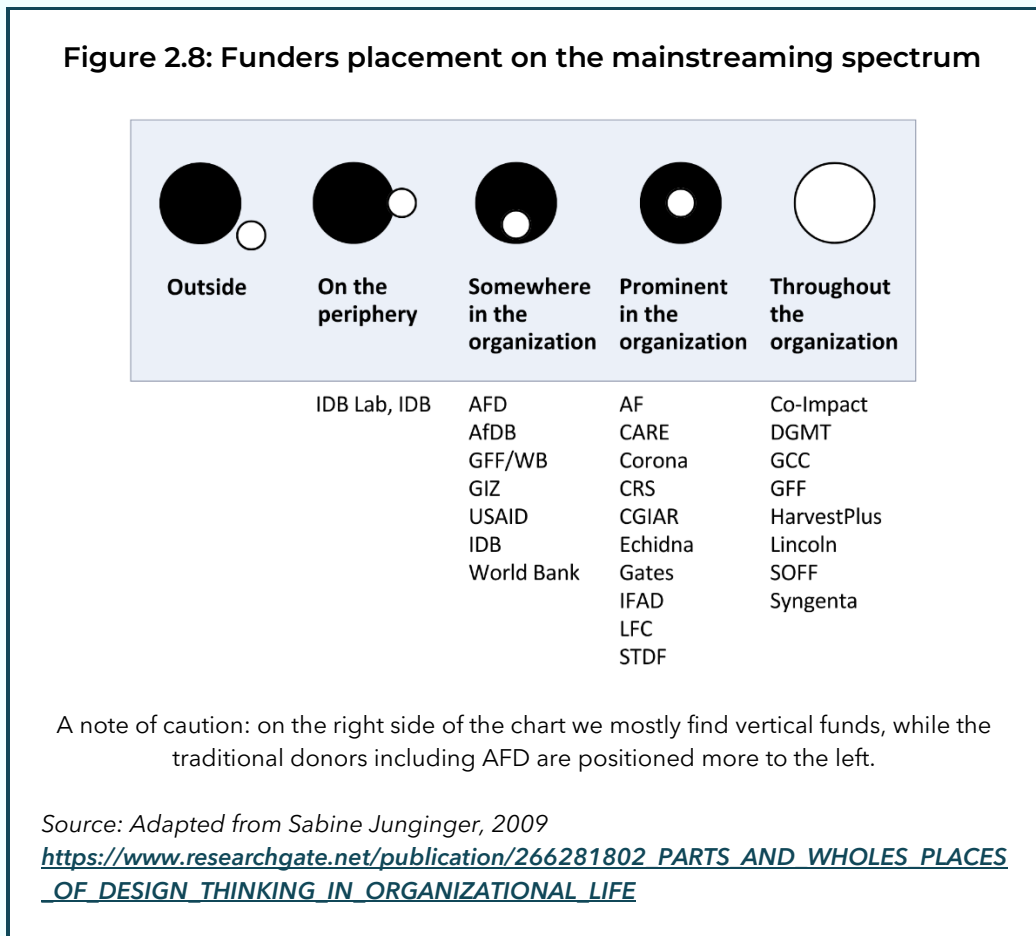 Figure 2.8: Funders placement on the mainstreaming spectrum
Outside
On the
periphery
Somewhere
in the
organization
Prominent
in the
organization
Throughout
the
organization
IDB Lab, IDB
AFD
AfDB
GFF/WB
GIZ
USAID
IDB
World Bank
AF
CARE
Corona
CRS
CGIAR
Echidna
Gates
IFAD
LFC
STDF
Co-Impact
DGMT
GCC
GFF
HarvestPlus
Lincoln
SOFF
Syngenta
A note of caution: on the right side of the chart we mostly find vertical funds, while the
traditional donors including AFD are positioned more to the left.
Source: Adapted from Sabine Junginger, 2009
https://www.researchgate.net/publication/266281802_PARTS_AND_WHOLES_PLACES
_OF_DESIGN_THINKING_IN_ORGANIZATIONAL_LIFE